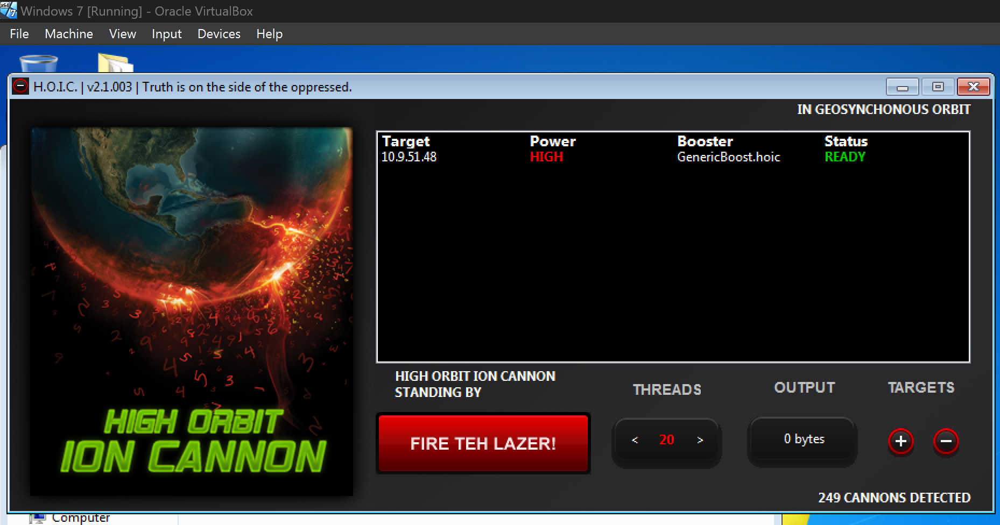 Windows 7 [Running] - Oracle VirtualBox
File Machine View Input Devices Help
H.O.I.C. | v2.1.003 | Truth is on the side of the oppressed.
IN GEOSYNCHONOUS ORBIT
Target Power Booster Status
10.9.51.48 HIGH GenericBoost.hoic READY
HIGH ORBIT
ION CANNON
HIGH ORBIT ION CANNON
STANDING BY
THREADS OUTPUT TARGETS
FIRE TEH LAZER!
< 20 > 0 bytes + −
249 CANNONS DETECTED
Computer